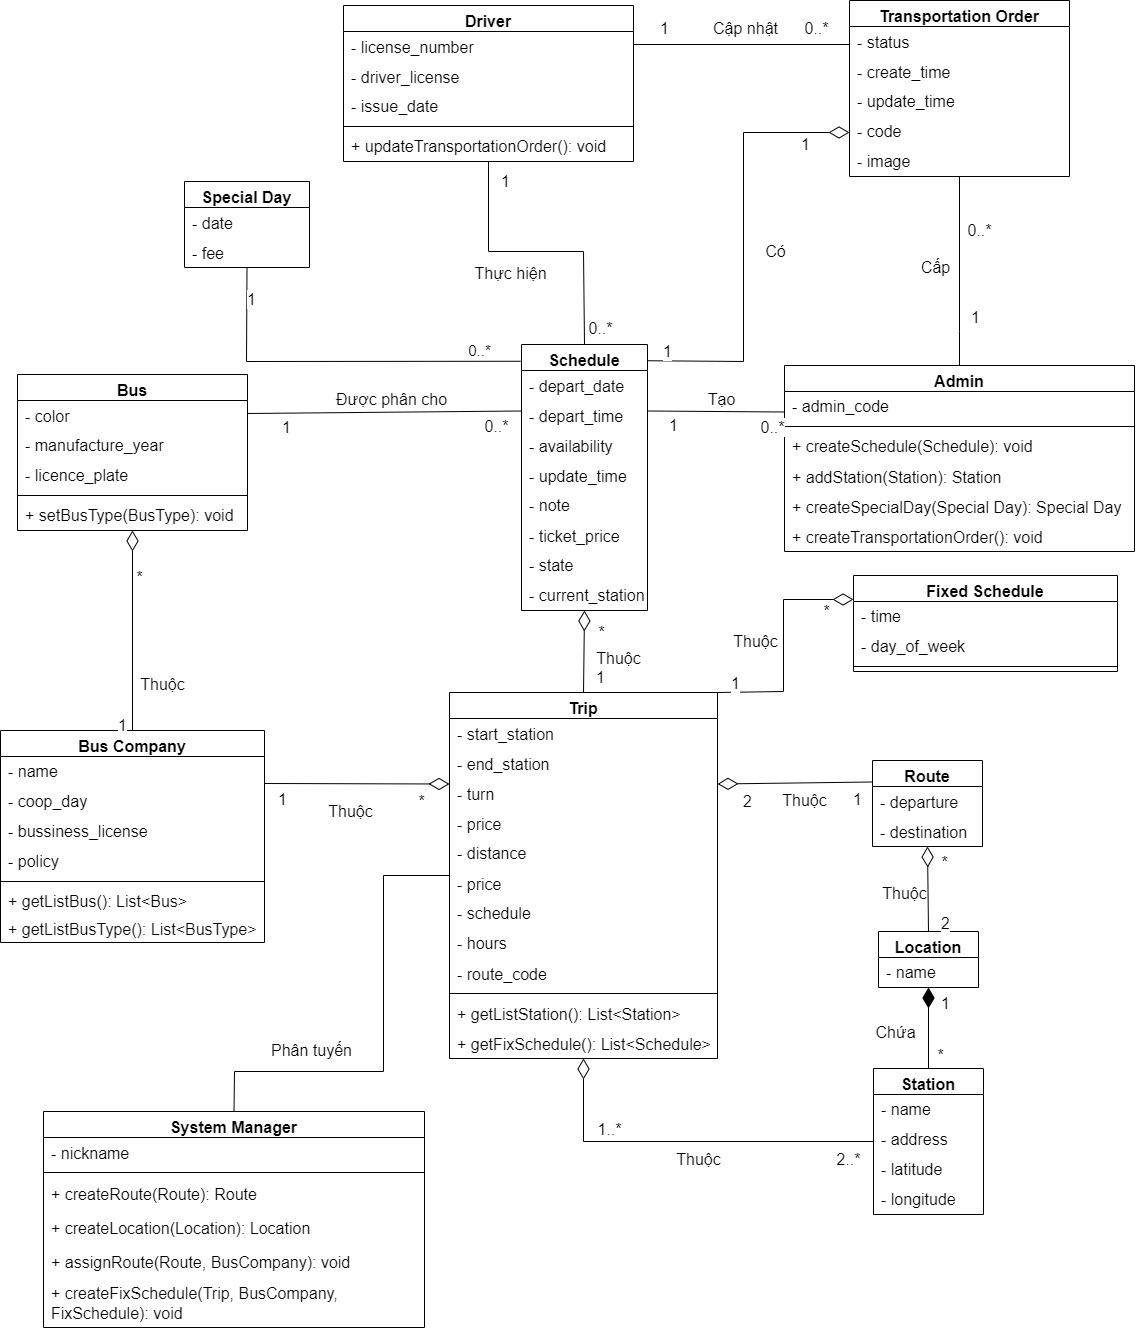 Driver
- license_number
- driver_license
- issue_date
+ updateTransportationOrder(): void
1
Cập nhật
0..*
Transportation Order
- status
- create_time
- update_time
- code
- image
1
Có
1
0..*
Cấp
1
Special Day
- date
- fee
1
0..*
1
Thực hiện
0..*
Bus
- color
- manufacture_year
- licence_plate
+ setBusType(BusType): void
Được phân cho
1
0..*
Schedule
- depart_date
- depart_time
- availability
- update_time
- note
- ticket_price
- state
- current_station
Tạo
1
0..*
Admin
- admin_code
+ createSchedule(Schedule): void
+ addStation(Station): Station
+ createSpecialDay(Special Day): Special Day
+ createTransportationOrder(): void
*
Thuộc
1
*
Thuộc
1
Fixed Schedule
- time
- day_of_week
*
Thuộc
1
Bus Company
- name
- coop_day
- bussiness_license
- policy
+ getListBus(): List<Bus>
+ getListBusType(): List<BusType>
1
Thuộc
*
Trip
- start_station
- end_station
- turn
- price
- distance
- price
- schedule
- hours
- route_code
+ getListStation(): List<Station>
+ getFixSchedule(): List<Schedule>
2
Thuộc
1
Route
- departure
- destination
*
Thuộc
2
Location
- name
1
Chứa
*
Station
- name
- address
- latitude
- longitude
1..*
Thuộc
2..*
Phân tuyến
System Manager
- nickname
+ createRoute(Route): Route
+ createLocation(Location): Location
+ assignRoute(Route, BusCompany): void
+ createFixSchedule(Trip, BusCompany,
FixSchedule): void